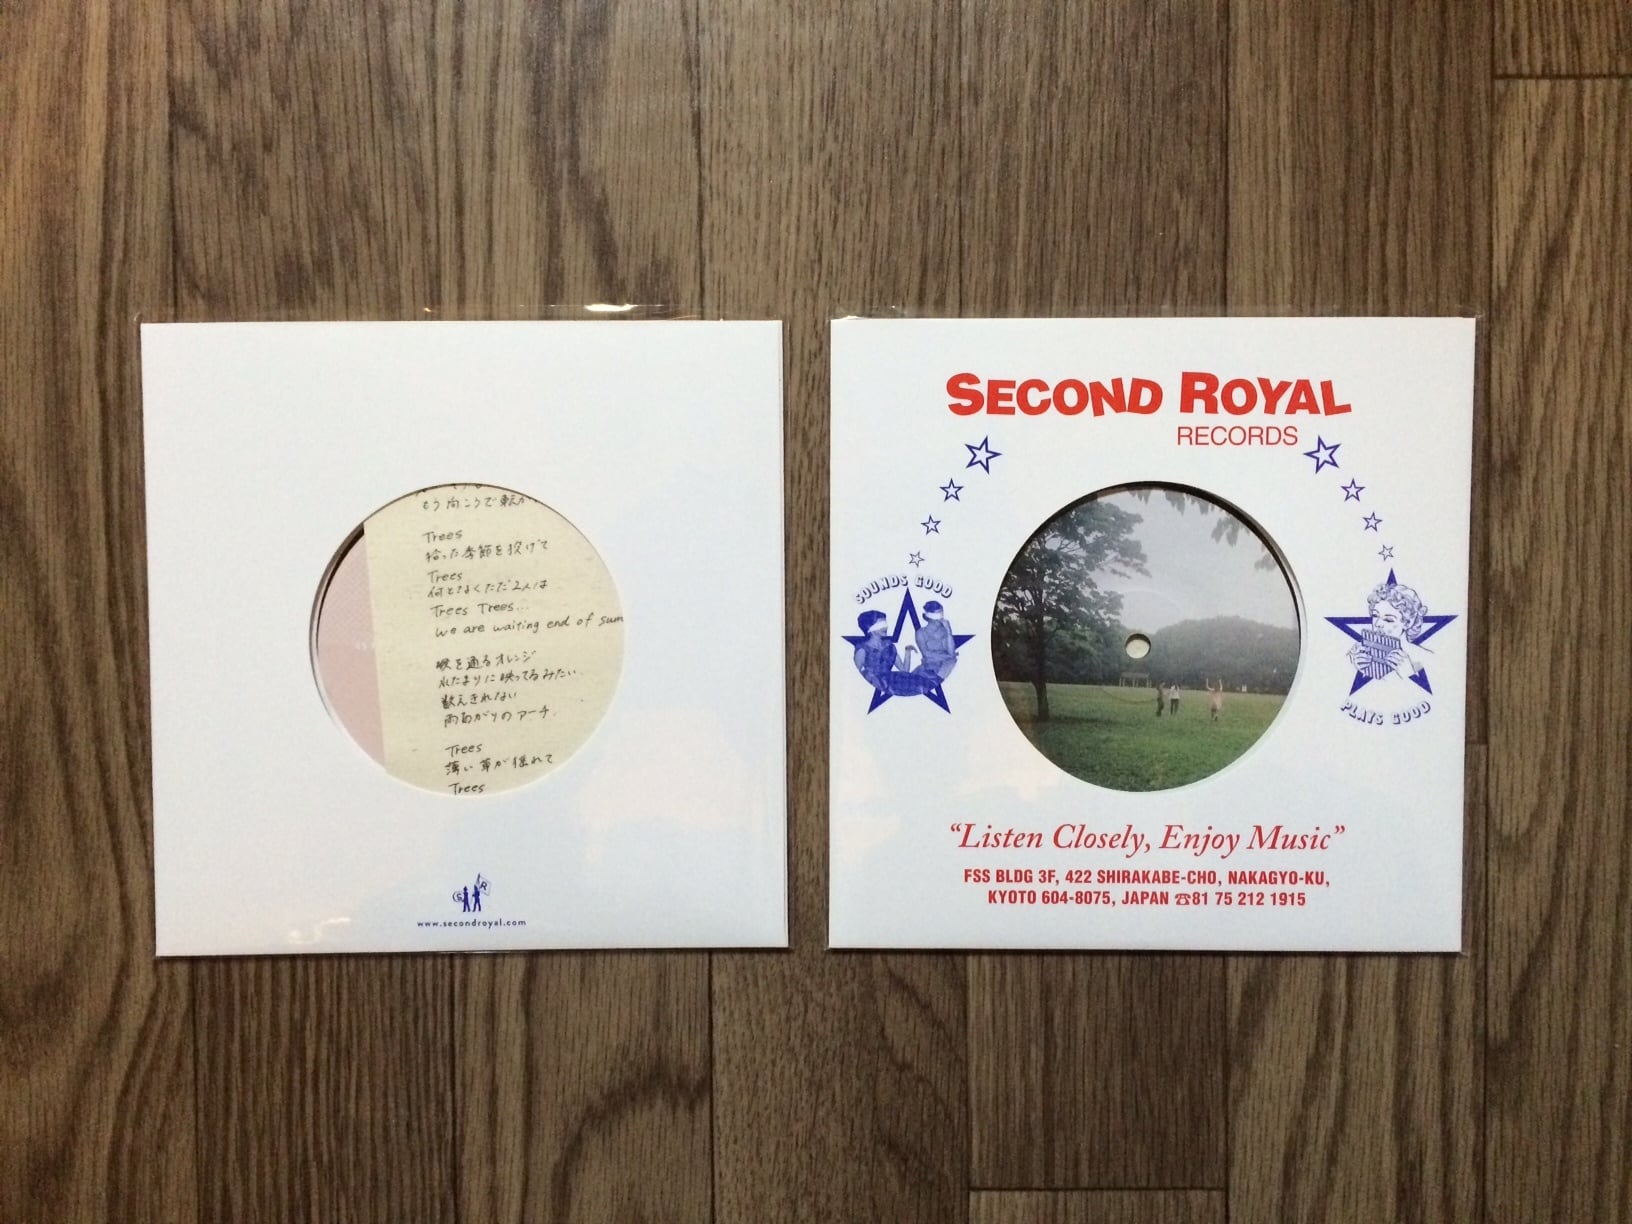 もう向こうで転が
Trees
拾った季節を投げて
Trees
何となくただ2人は
Trees Trees...
we are waiting end of sum
喉を通るオレンジ
水たまりに映ってるみたい
数えきれない
雨あがりのアーチ
Trees
薄い草が揺れて
Trees
S R
www.secondroyal.com
SECOND ROYAL
RECORDS
SOUNDS GOOD
PLAYS GOOD
“Listen Closely, Enjoy Music”
FSS BLDG 3F, 422 SHIRAKABE-CHO, NAKAGYO-KU,
KYOTO 604-8075, JAPAN ☎81 75 212 1915